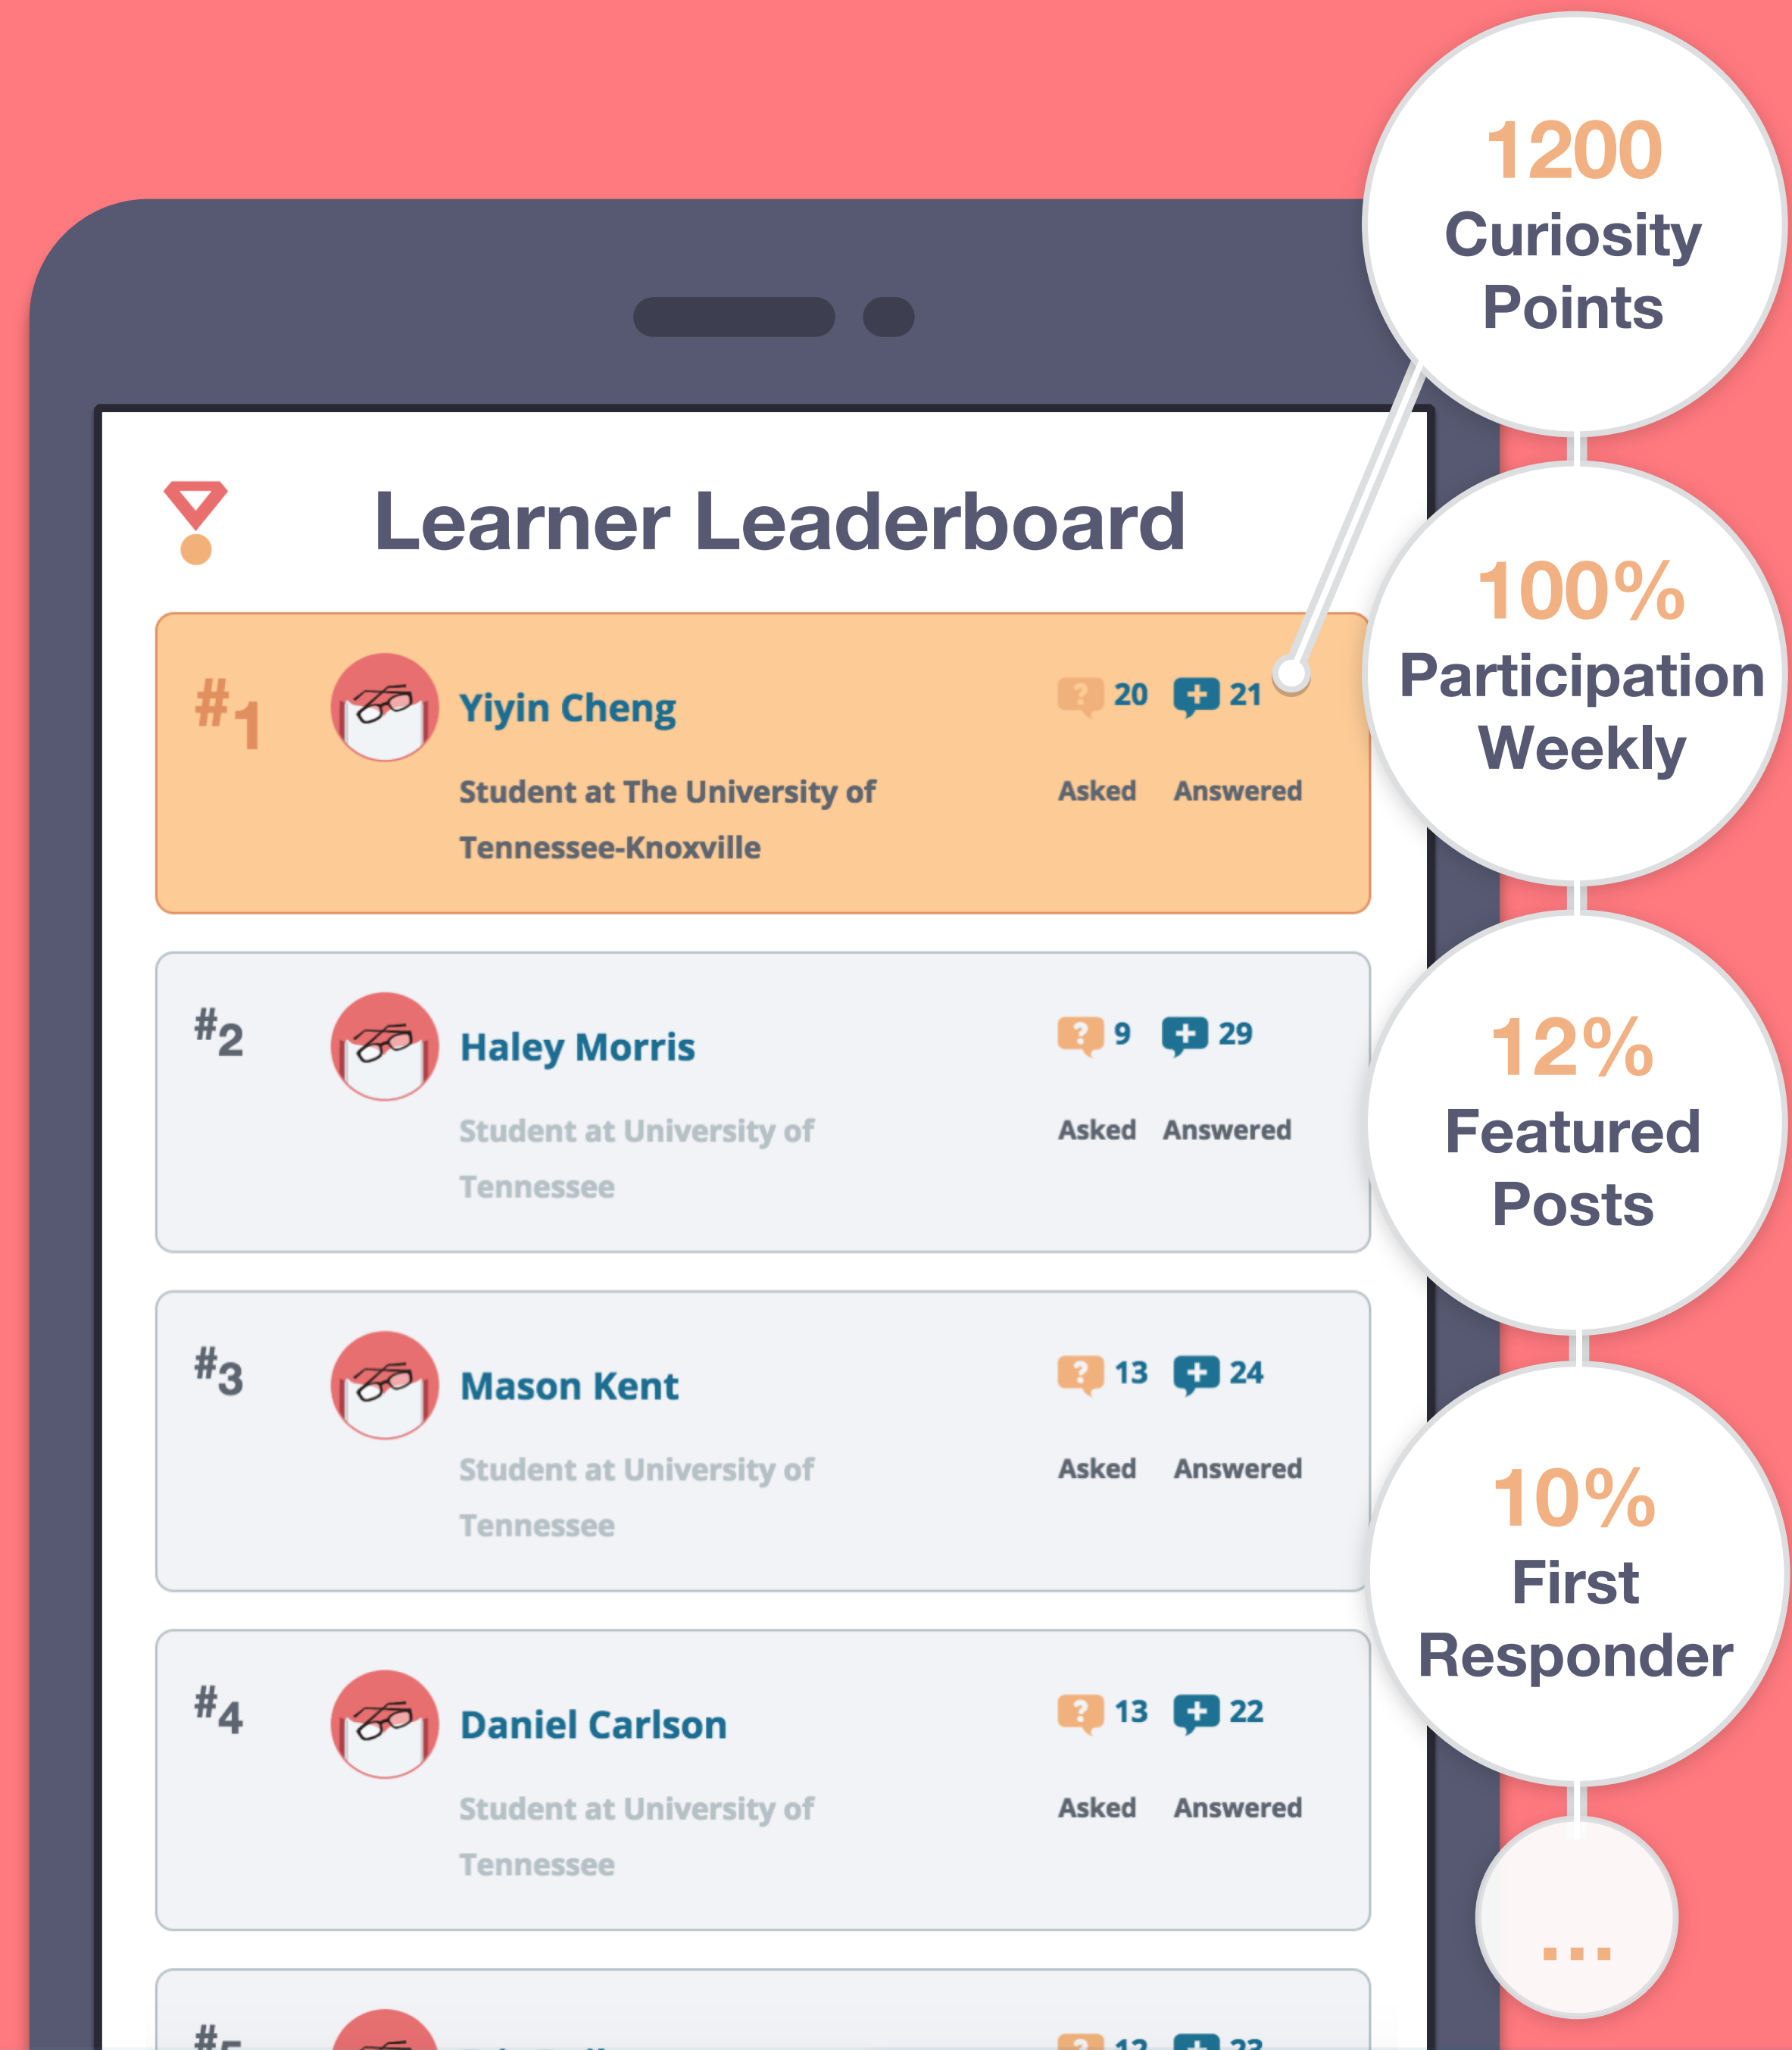 1200
Curiosity
Points
Learner Leaderboard
100%
Participation
Weekly
#1
Yiyin Cheng
? 20 + 21
Student at The University of
Tennessee-Knoxville
Asked Answered
#2
Haley Morris
? 9 + 29
Student at University of
Tennessee
Asked Answered
12%
Featured
Posts
#3
Mason Kent
? 13 + 24
Student at University of
Tennessee
Asked Answered
10%
First
Responder
#4
Daniel Carlson
? 13 + 22
Student at University of
Tennessee
Asked Answered
...
#5
? 12 + 23